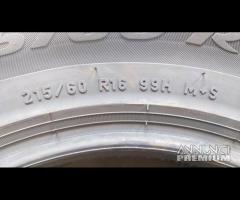 215/60 R16 99H M+S
ANNUNCI
PREMIUM